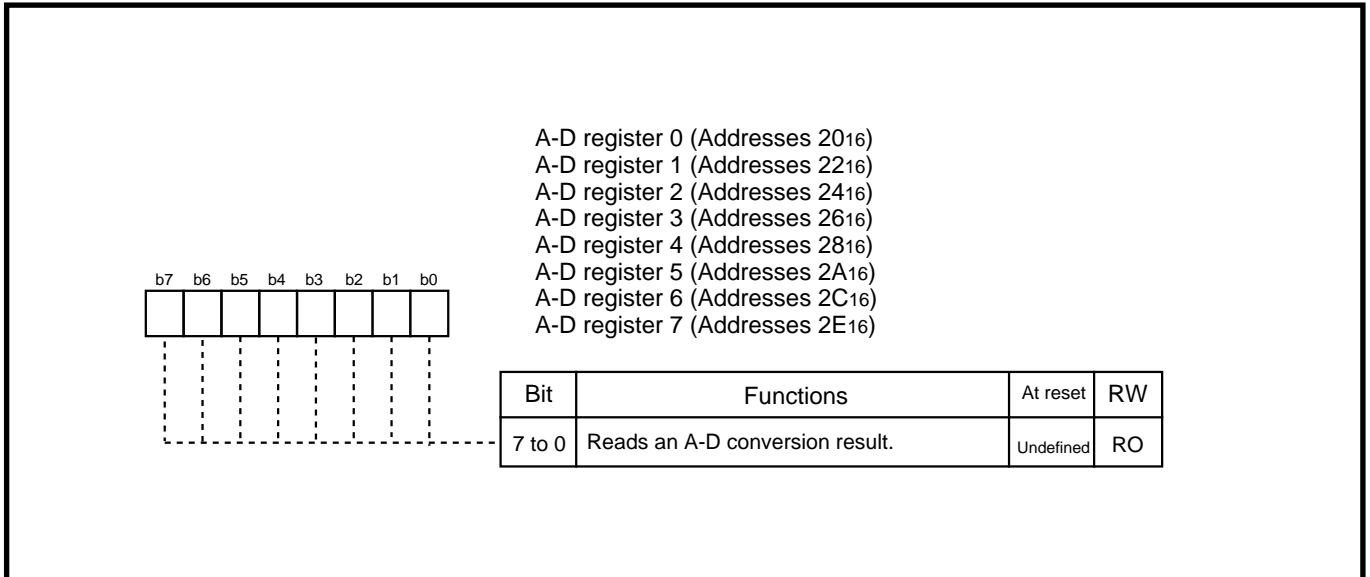 A-D register 0 (Addresses 2016)
A-D register 1 (Addresses 2216)
A-D register 2 (Addresses 2416)
A-D register 3 (Addresses 2616)
A-D register 4 (Addresses 2816)
A-D register 5 (Addresses 2A16)
A-D register 6 (Addresses 2C16)
A-D register 7 (Addresses 2E16)
b7 b6 b5 b4 b3 b2 b1 b0
Bit Functions At reset RW
7 to 0 Reads an A-D conversion result. Undefined RO